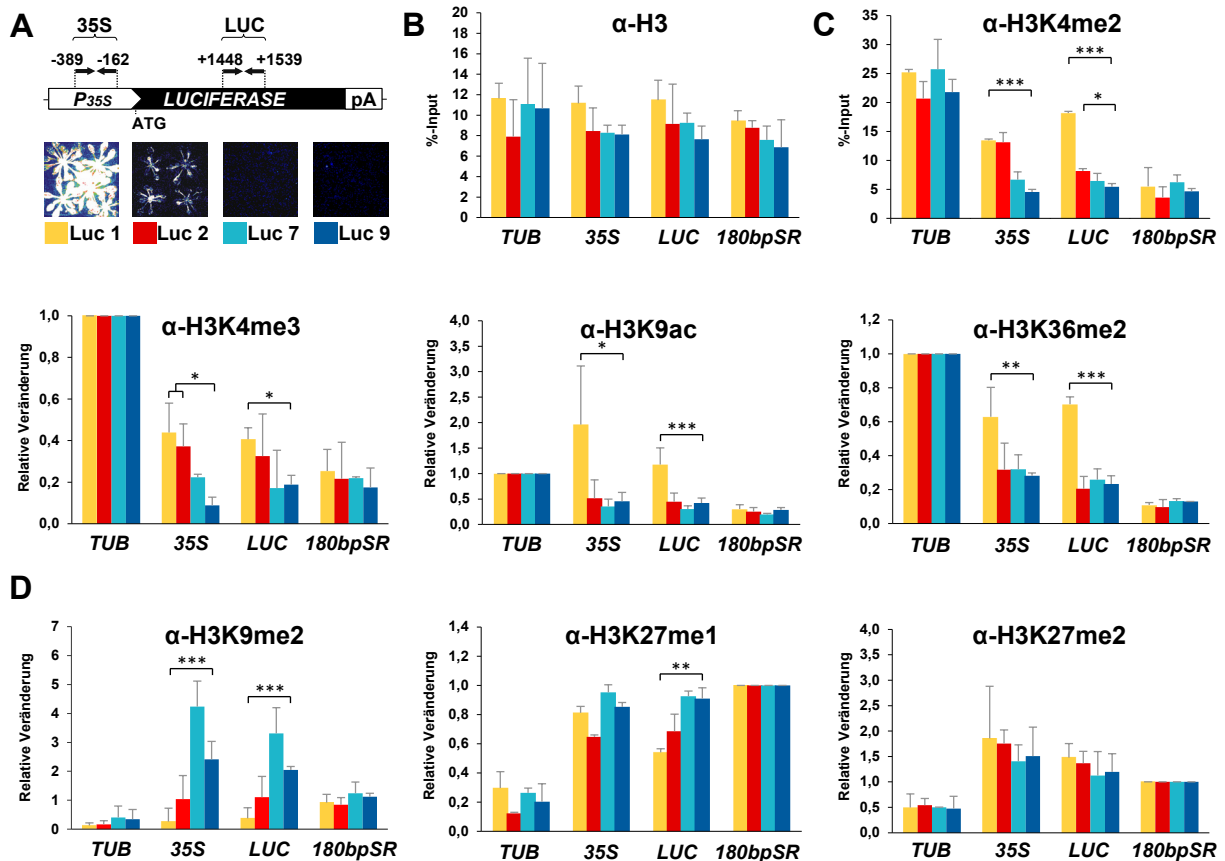 A
35S
LUC
-389
-162
+1448
+1539
P35S
LUCIFERASE
pA
ATG
Luc 1
Luc 2
Luc 7
Luc 9
B
α-H3
%-Input
20
18
16
14
12
10
8
6
4
2
0
TUB
35S
LUC
180bpSR
C
α-H3K4me2
%-Input
35
30
25
20
15
10
5
0
***
***
*
TUB
35S
LUC
180bpSR
α-H3K4me3
Relative Veränderung
1,0
0,8
0,6
0,4
0,2
0,0
*
*
TUB
35S
LUC
180bpSR
α-H3K9ac
Relative Veränderung
4,0
3,5
3,0
2,5
2,0
1,5
1,0
0,5
0,0
*
***
TUB
35S
LUC
180bpSR
α-H3K36me2
Relative Veränderung
1,2
1,0
0,8
0,6
0,4
0,2
0,0
**
***
TUB
35S
LUC
180bpSR
D
α-H3K9me2
Relative Veränderung
7
6
5
4
3
2
1
0
***
***
TUB
35S
LUC
180bpSR
α-H3K27me1
Relative Veränderung
1,4
1,2
1,0
0,8
0,6
0,4
0,2
0,0
**
TUB
35S
LUC
180bpSR
α-H3K27me2
Relative Veränderung
4,0
3,5
3,0
2,5
2,0
1,5
1,0
0,5
0,0
TUB
35S
LUC
180bpSR